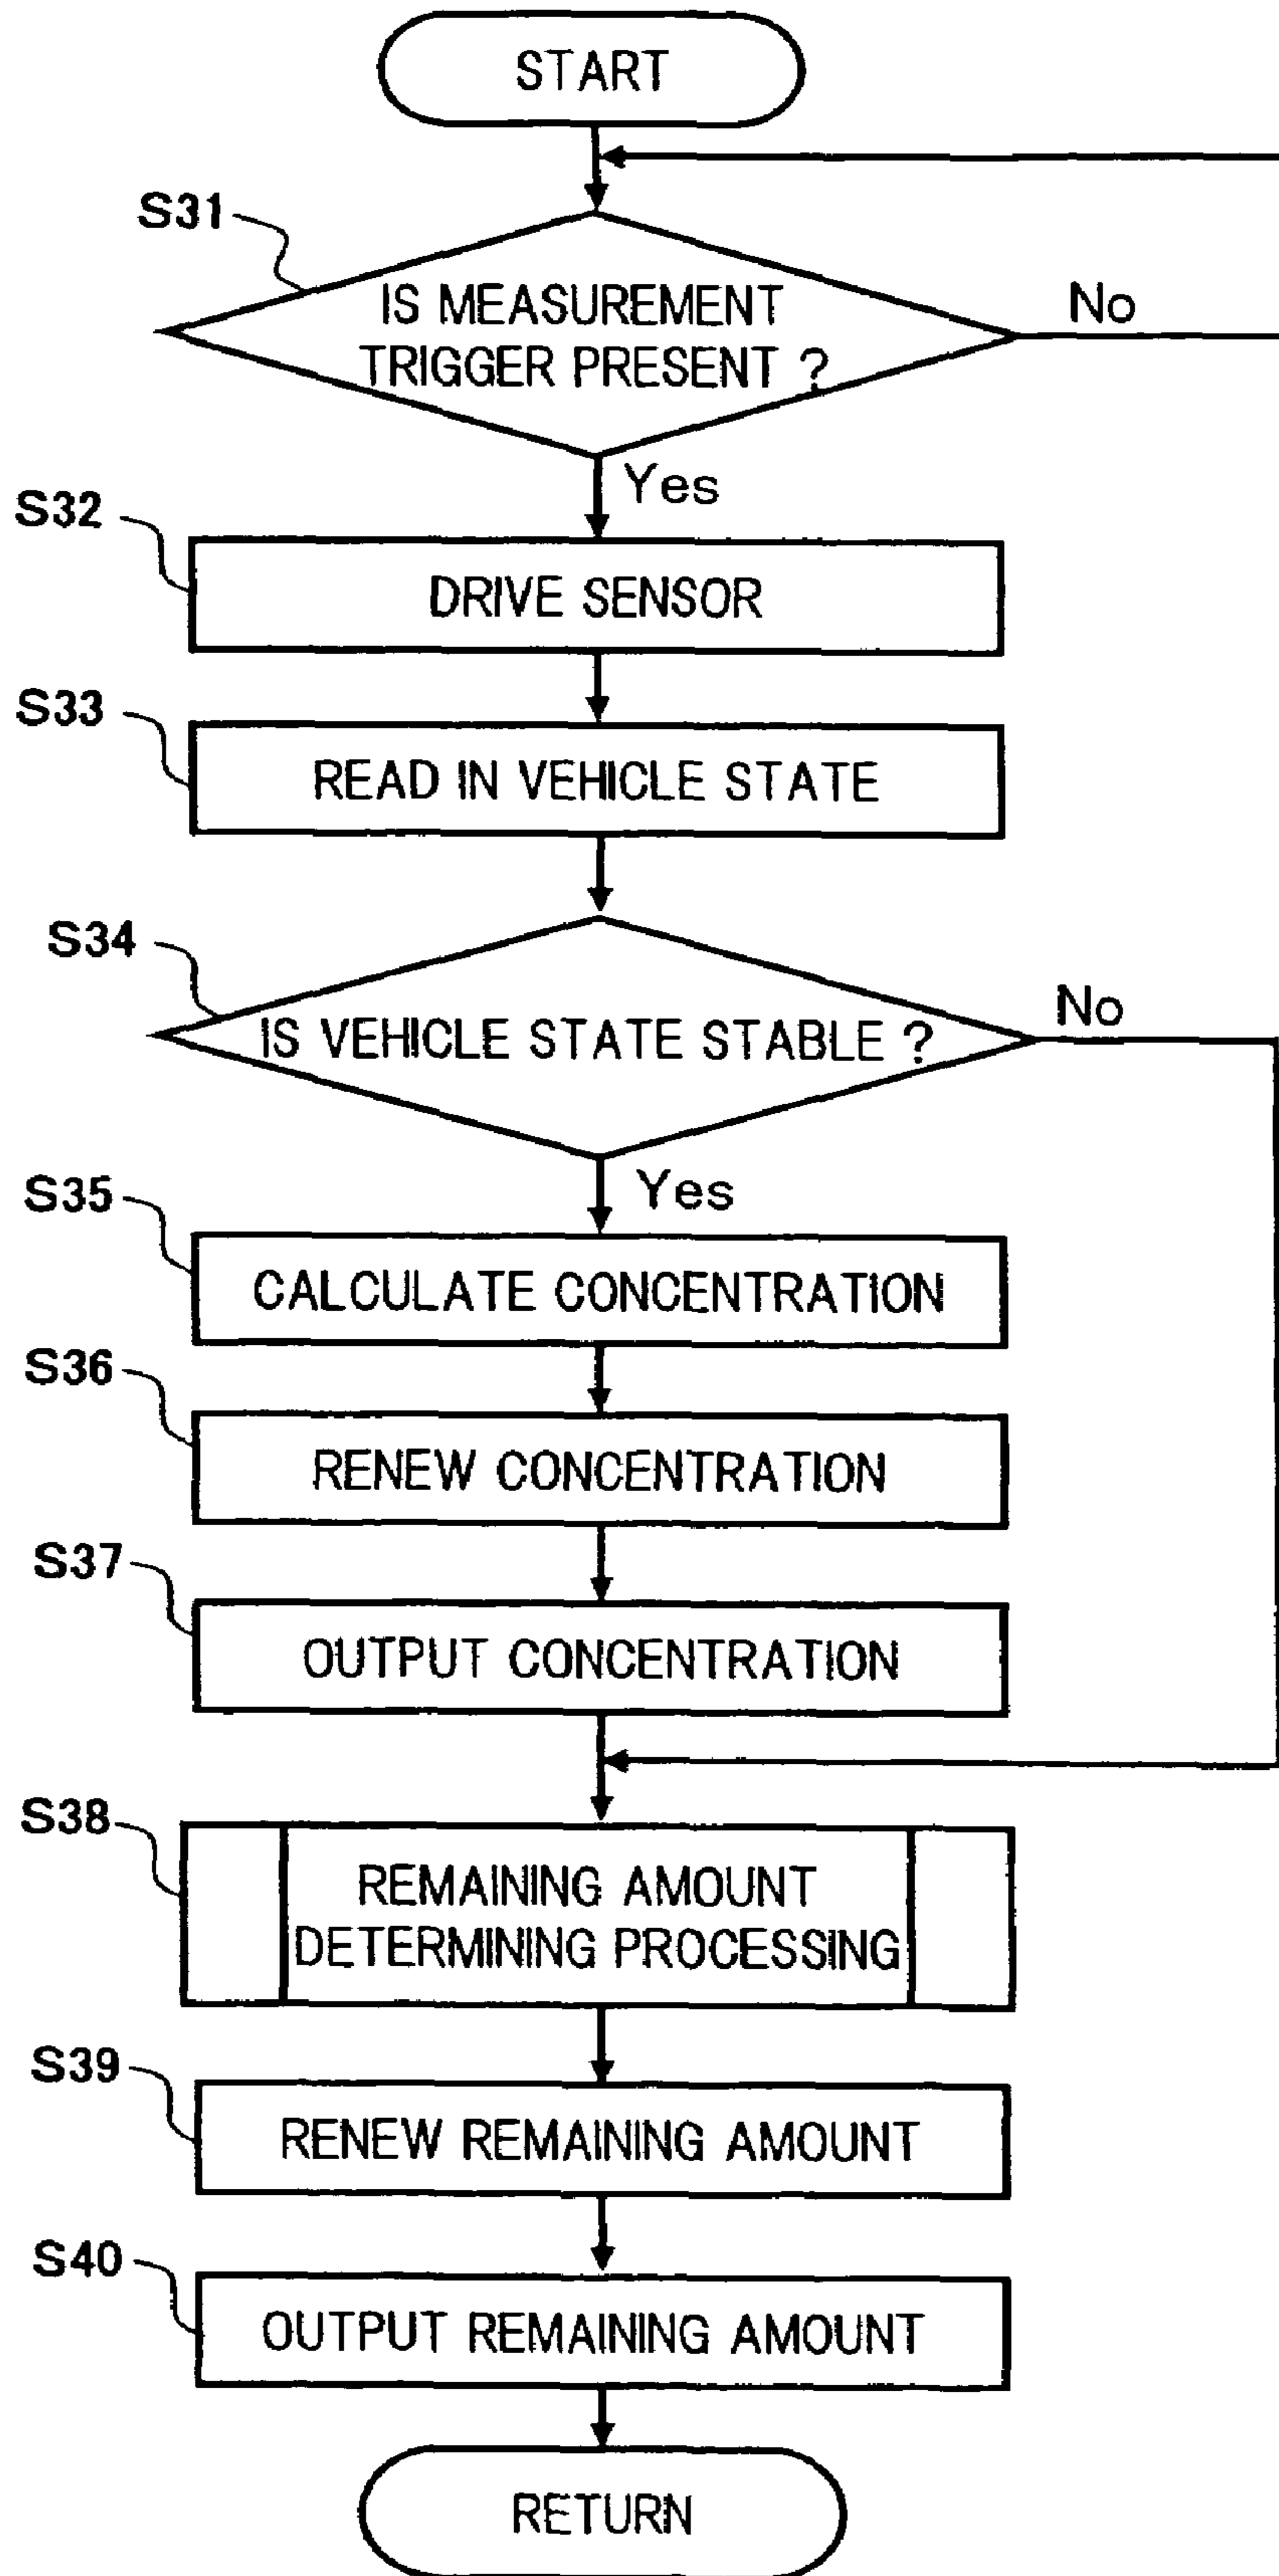 START
S31
IS MEASUREMENT
TRIGGER PRESENT ?
No
Yes
S32
DRIVE SENSOR
S33
READ IN VEHICLE STATE
S34
IS VEHICLE STATE STABLE ?
No
Yes
S35
CALCULATE CONCENTRATION
S36
RENEW CONCENTRATION
S37
OUTPUT CONCENTRATION
S38
REMAINING AMOUNT
DETERMINING PROCESSING
S39
RENEW REMAINING AMOUNT
S40
OUTPUT REMAINING AMOUNT
RETURN